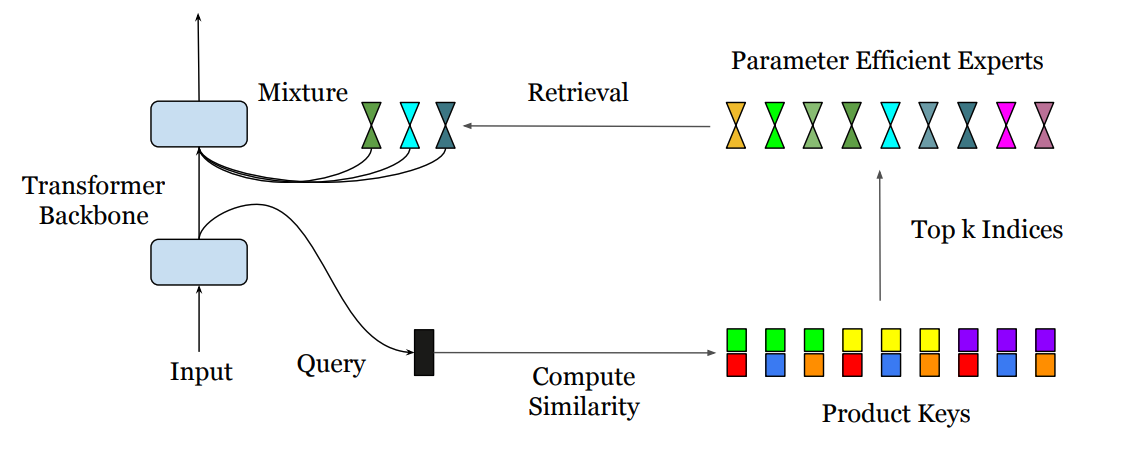 Parameter Efficient Experts
Mixture
Retrieval
Transformer
Backbone
Top k Indices
Input
Query
Compute
Similarity
Product Keys